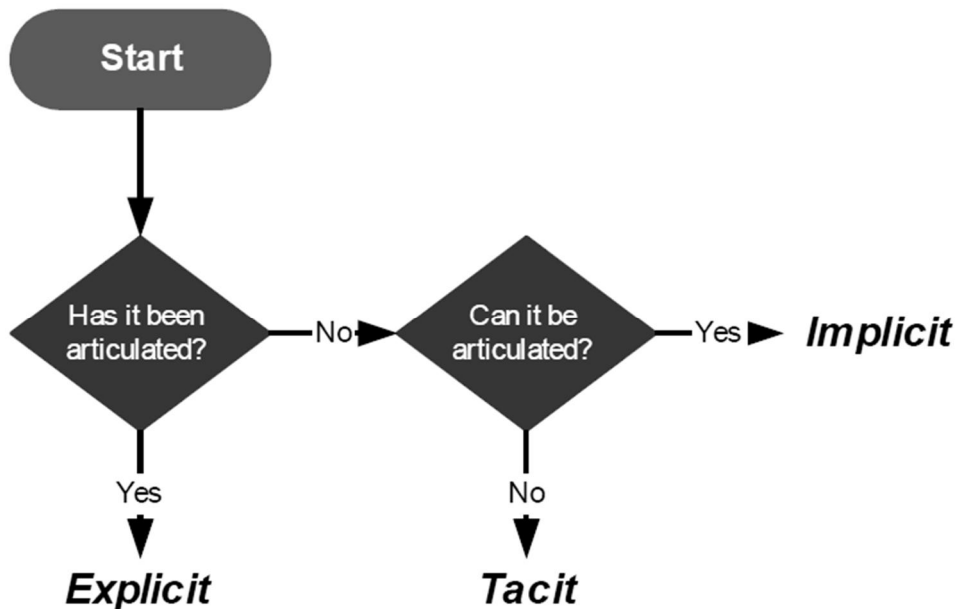 Start
Has it been
articulated?
No
Can it be
articulated?
Yes
Implicit
Yes
No
Explicit
Tacit